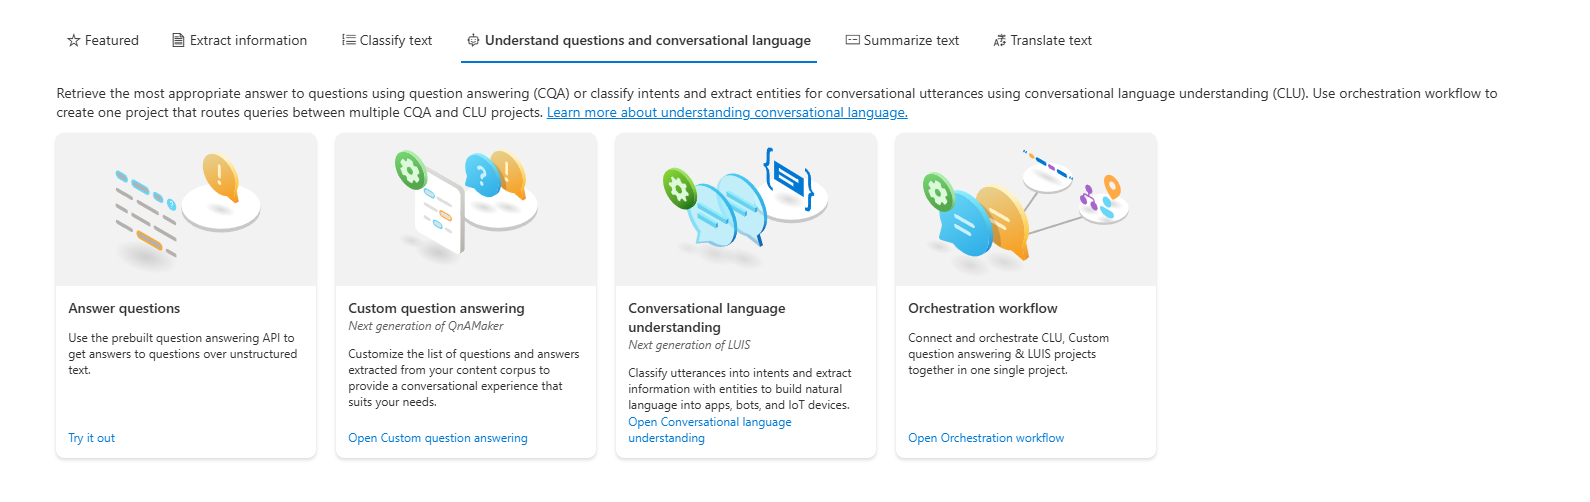 Featured
Extract information
Classify text
Understand questions and conversational language
Summarize text
Translate text
Retrieve the most appropriate answer to questions using question answering (CQA) or classify intents and extract entities for conversational utterances using conversational language understanding (CLU). Use orchestration workflow to
create one project that routes queries between multiple CQA and CLU projects. Learn more about understanding conversational language.
Answer questions
Use the prebuilt question answering API to
get answers to questions over unstructured
text.
Try it out
Custom question answering
Next generation of QnAMaker
Customize the list of questions and answers
extracted from your content corpus to
provide a conversational experience that
suits your needs.
Open Custom question answering
Conversational language
understanding
Next generation of LUIS
Classify utterances into intents and extract
information with entities to build natural
language into apps, bots, and IoT devices.
Open Conversational language
understanding
Orchestration workflow
Connect and orchestrate CLU, Custom
question answering & LUIS projects
together in one single project.
Open Orchestration workflow